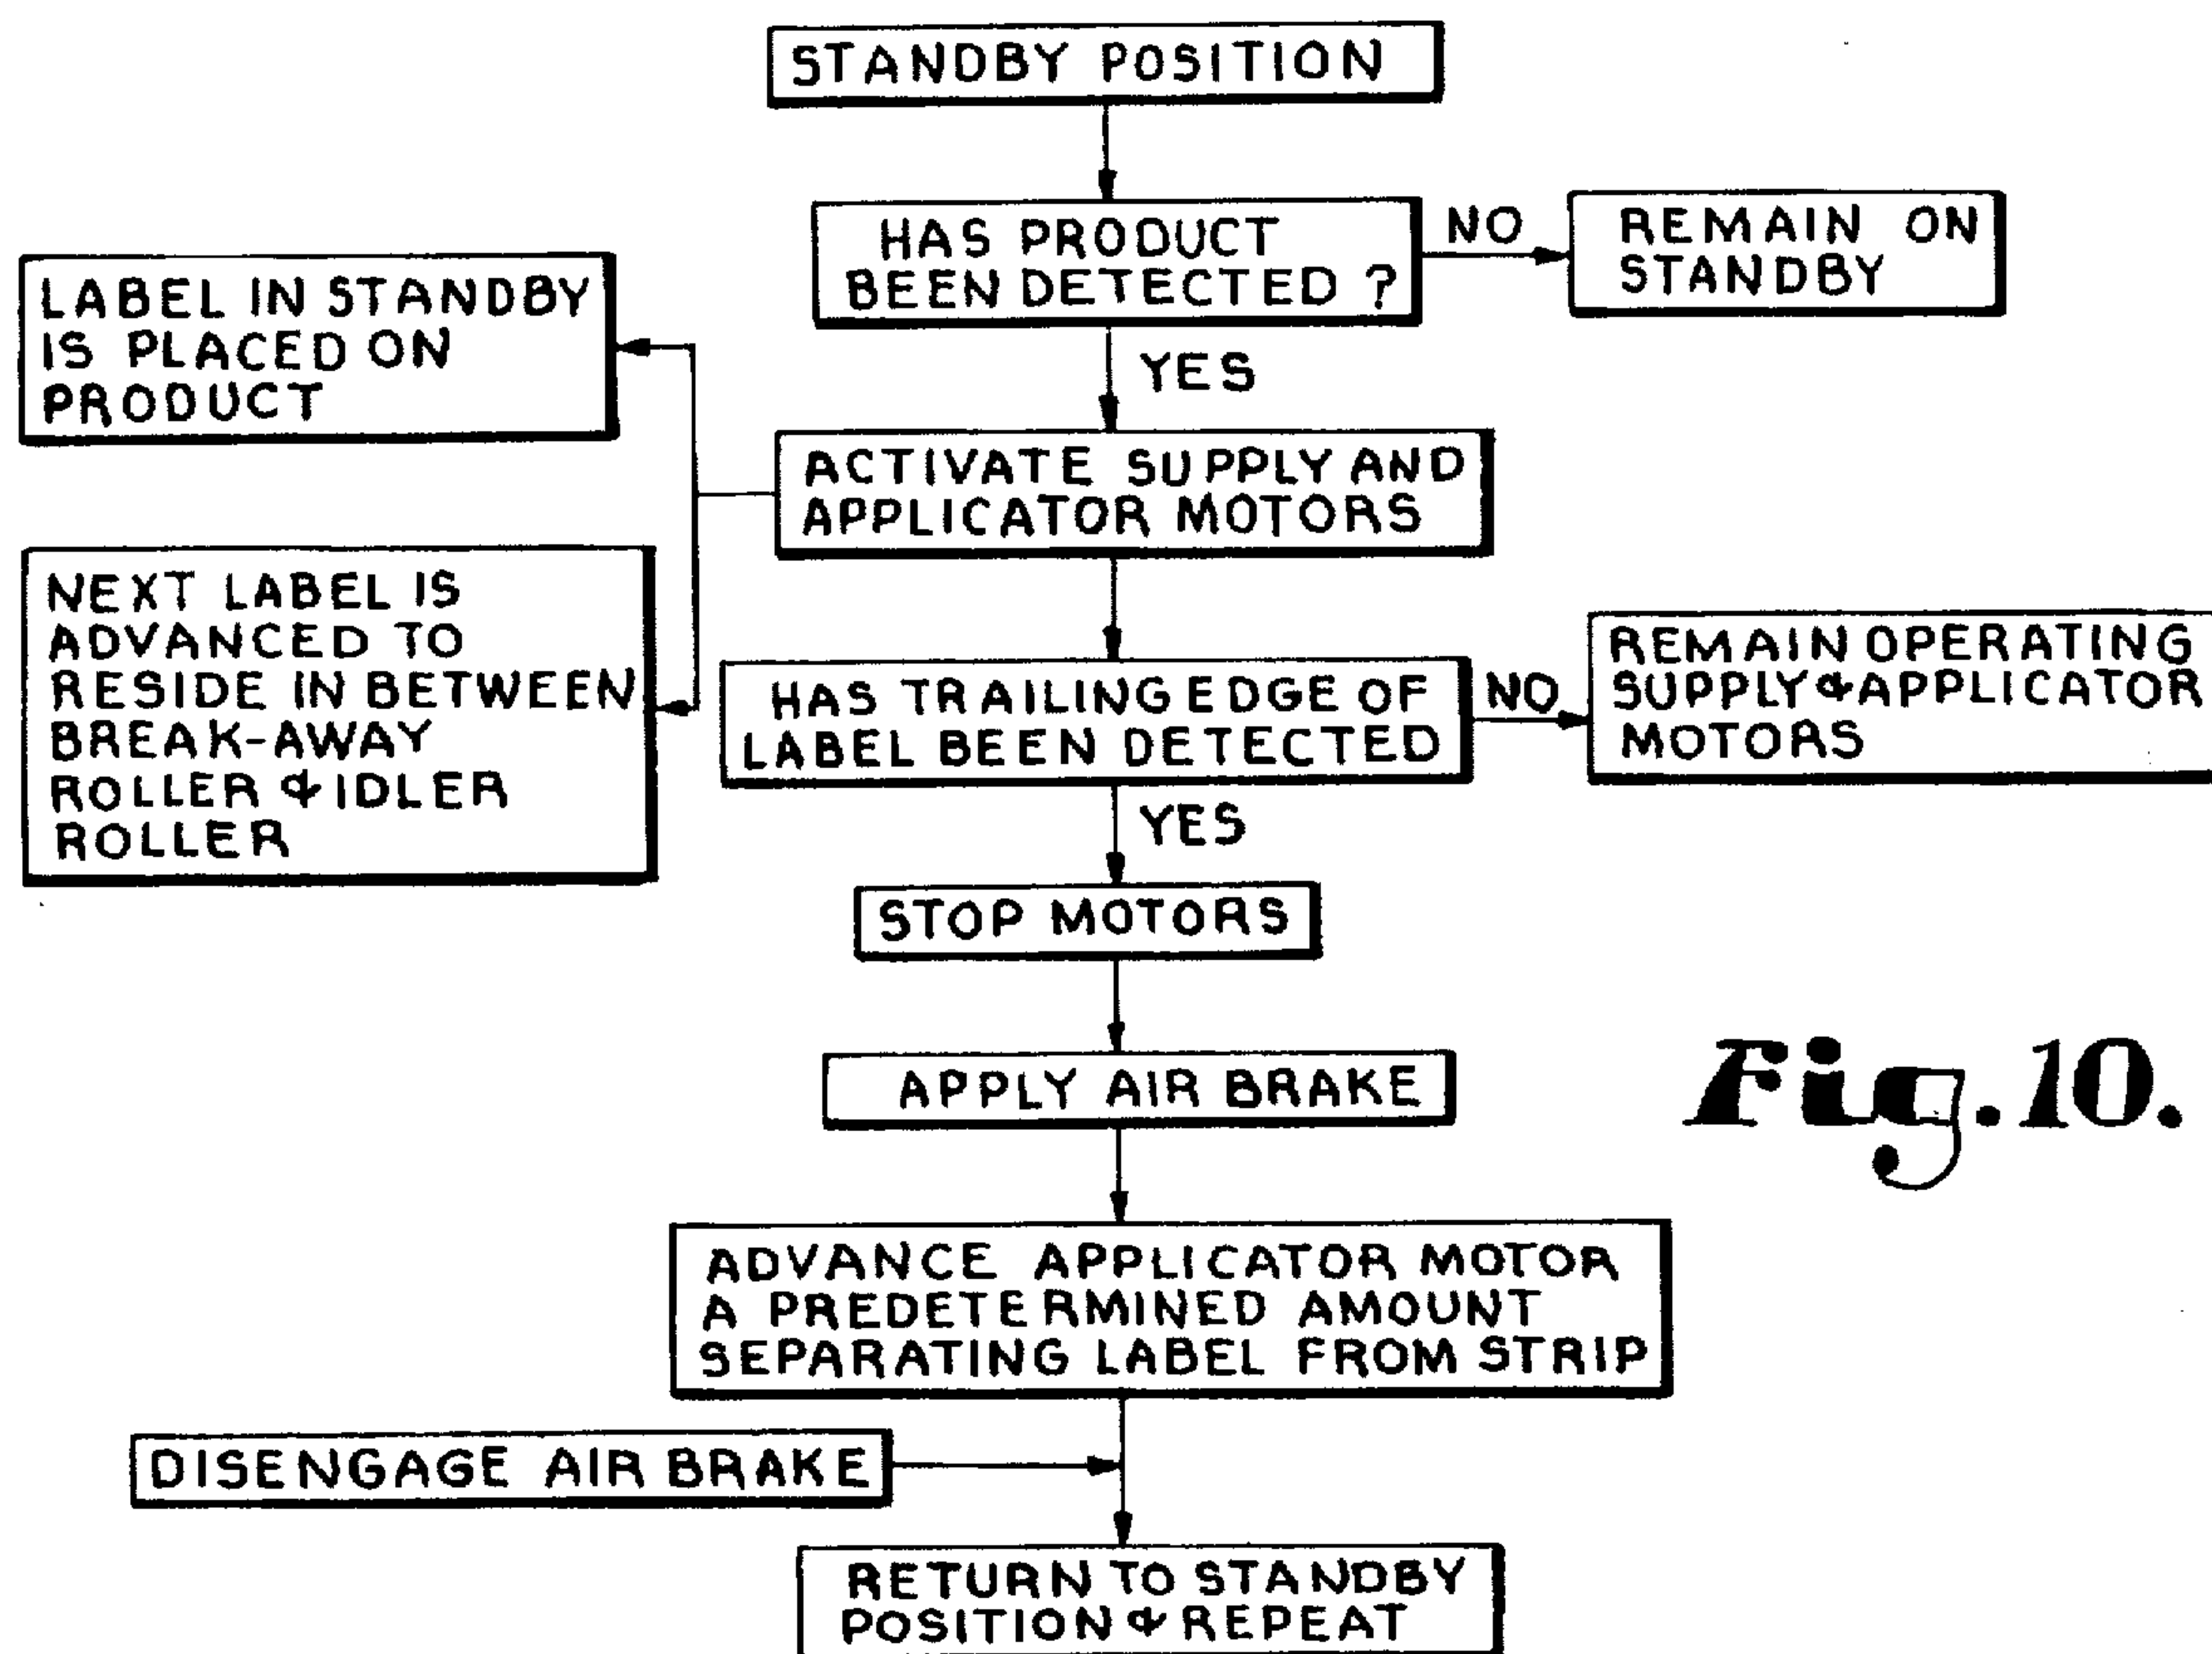 STANDBY POSITION
HAS PRODUCT
BEEN DETECTED ?
NO
REMAIN ON
STANDBY
YES
LABEL IN STANDBY
IS PLACED ON
PRODUCT
ACTIVATE SUPPLY AND
APPLICATOR MOTORS
NEXT LABEL IS
ADVANCED TO
RESIDE IN BETWEEN
BREAK-AWAY
ROLLER & IDLER
ROLLER
HAS TRAILING EDGE OF
LABEL BEEN DETECTED
NO
REMAIN OPERATING
SUPPLY & APPLICATOR
MOTORS
YES
STOP MOTORS
APPLY AIR BRAKE
Fig.10.
ADVANCE APPLICATOR MOTOR
A PREDETERMINED AMOUNT
SEPARATING LABEL FROM STRIP
DISENGAGE AIR BRAKE
RETURN TO STANDBY
POSITION & REPEAT